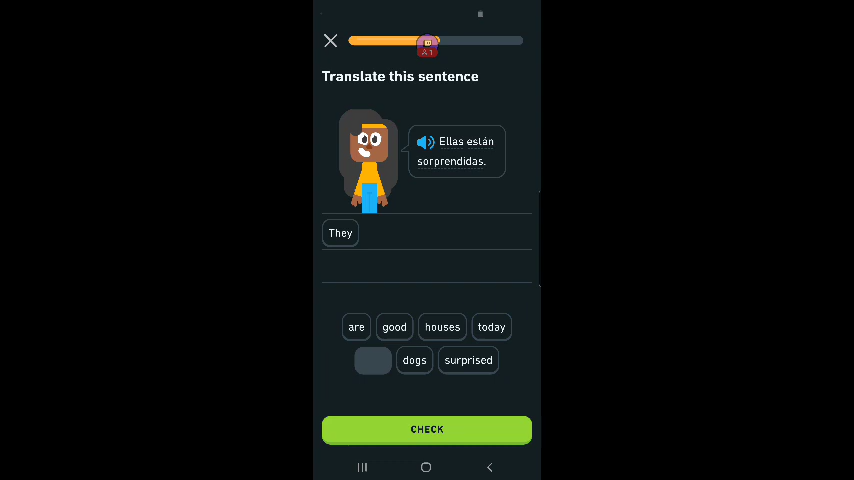 Translate this sentence
Ellas están
sorprendidas.
They
are good houses today
dogs surprised
CHECK